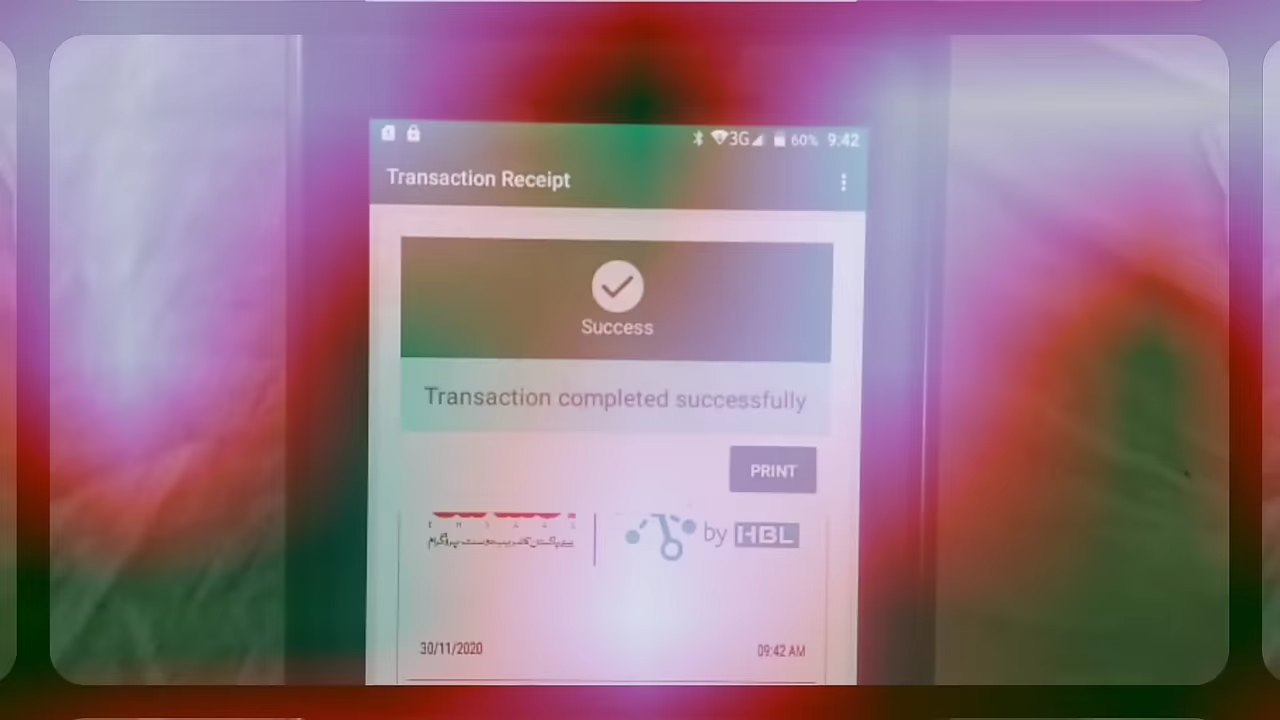 3G 60% 9:42
Transaction Receipt
Success
Transaction completed successfully
PRINT
E H S A A S
by HBL
30/11/2020
09:42 AM